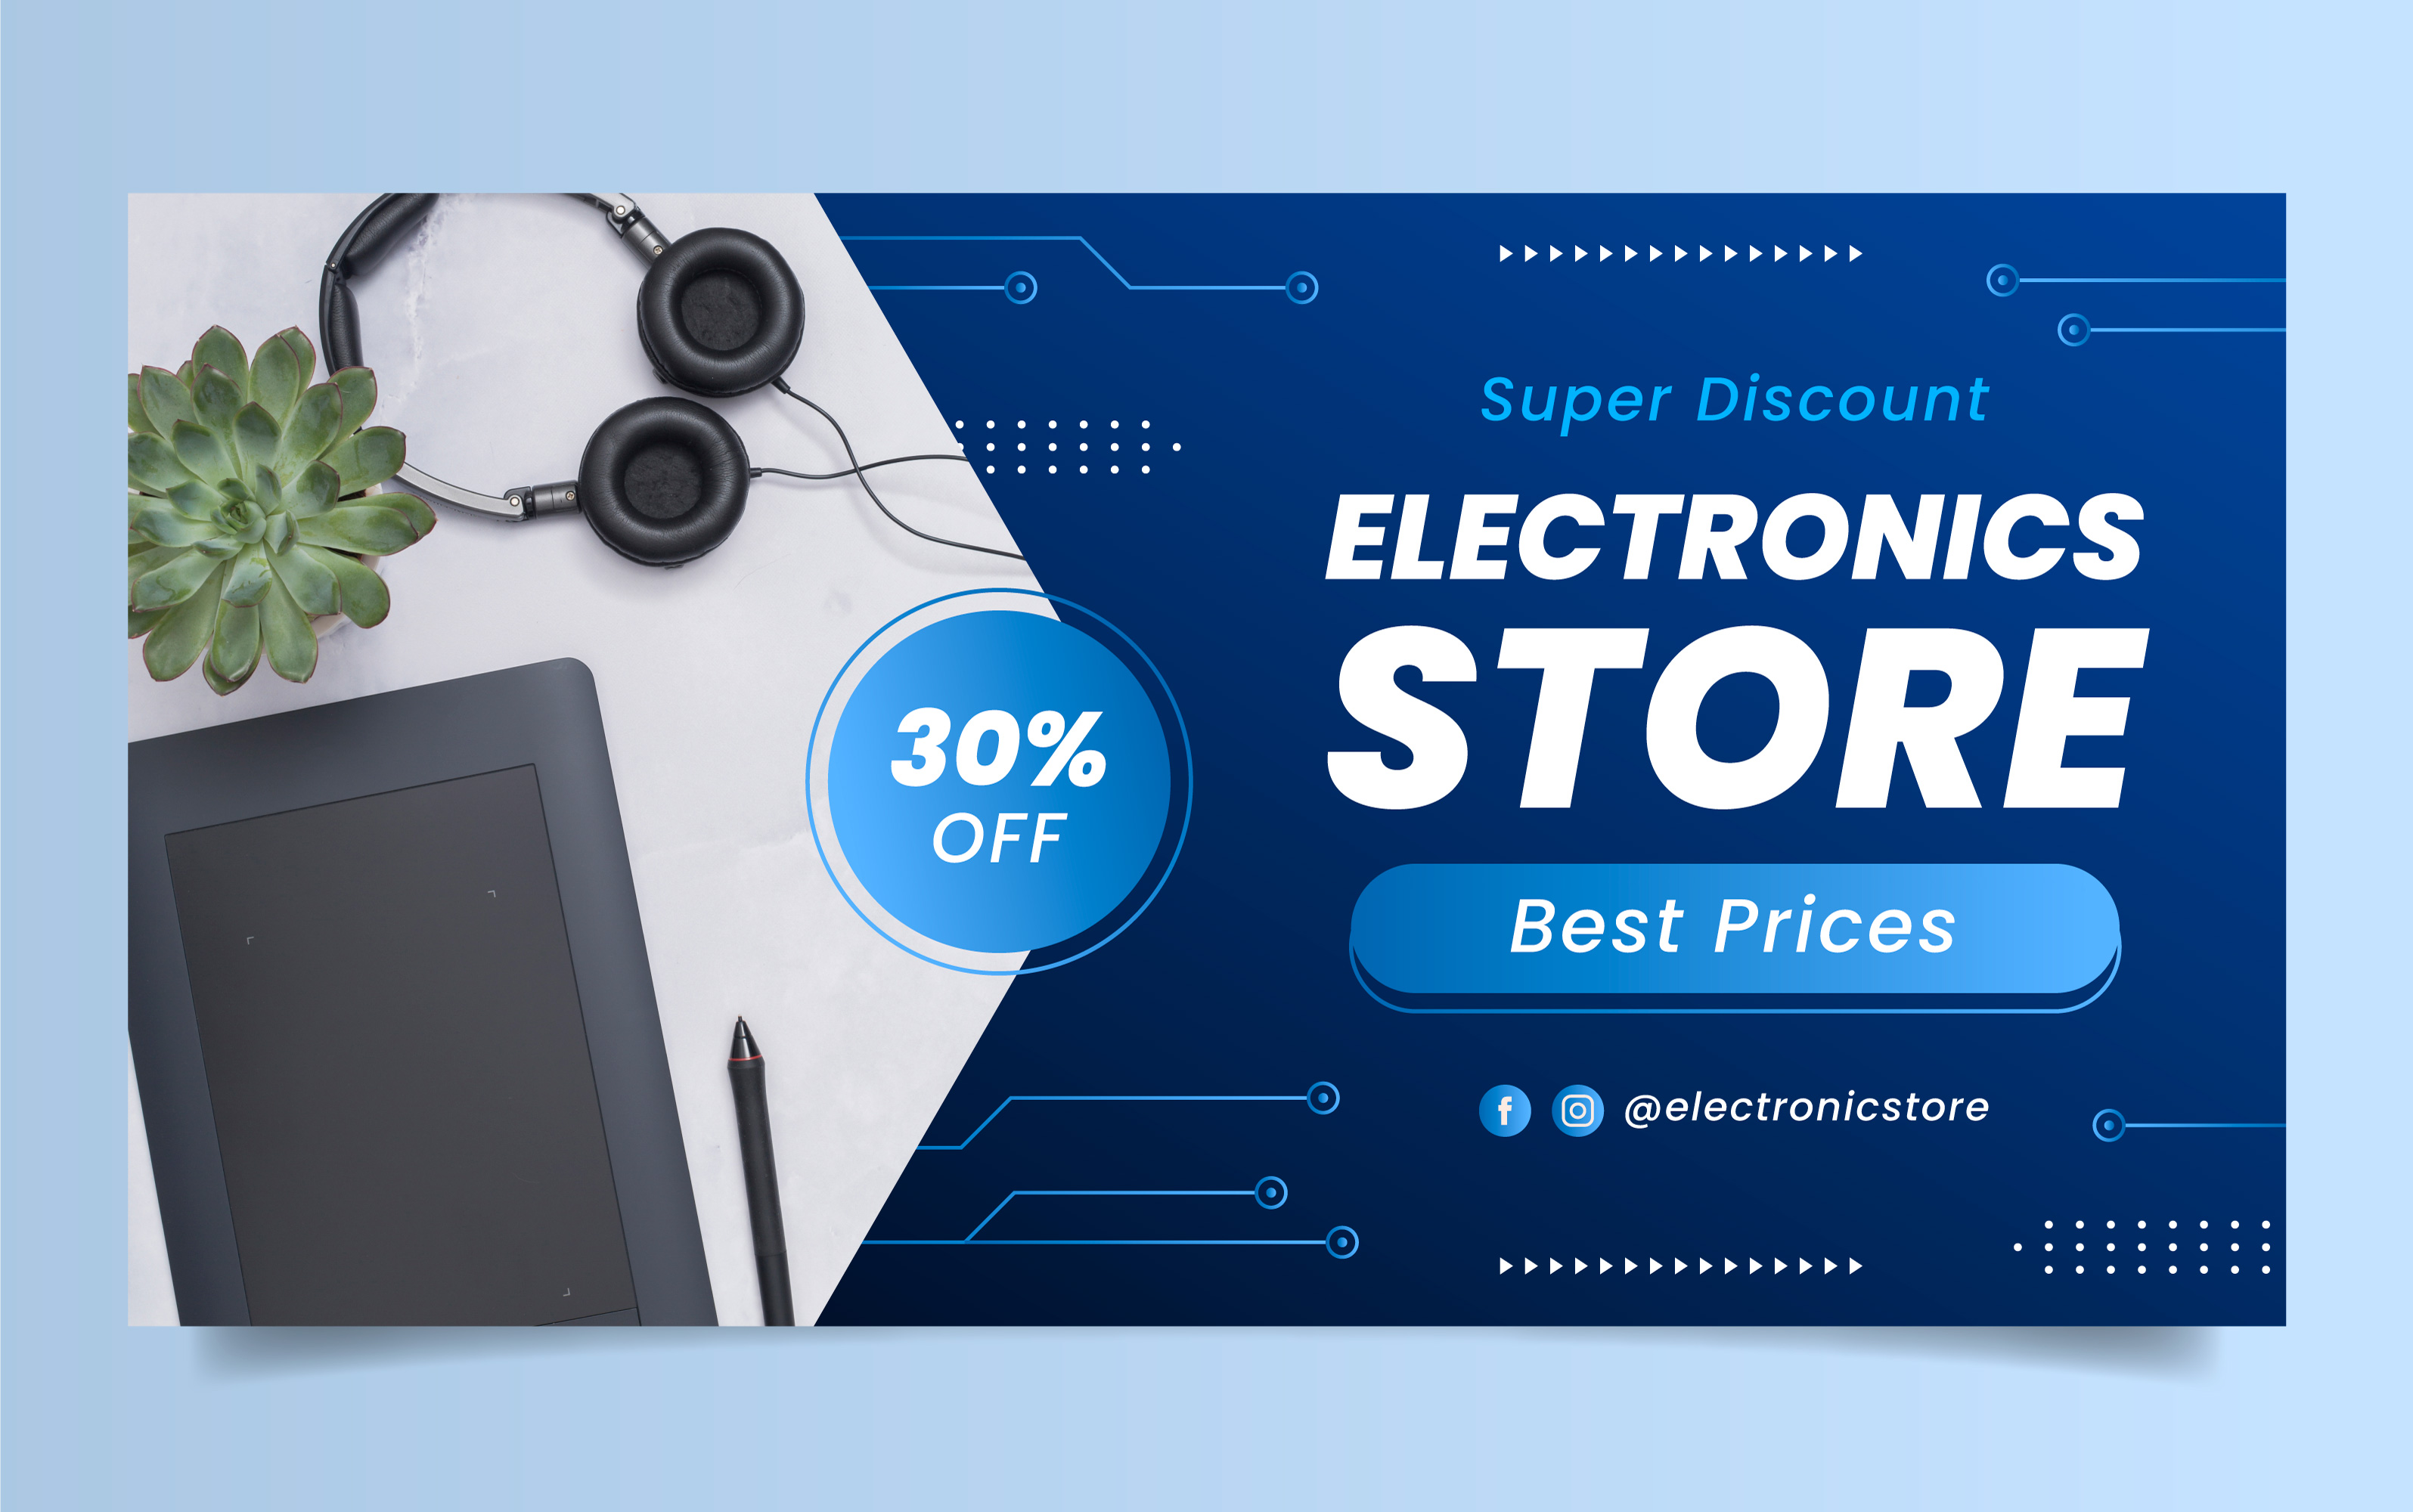 Super Discount
ELECTRONICS
STORE
30%
OFF
Best Prices
@electronicstore